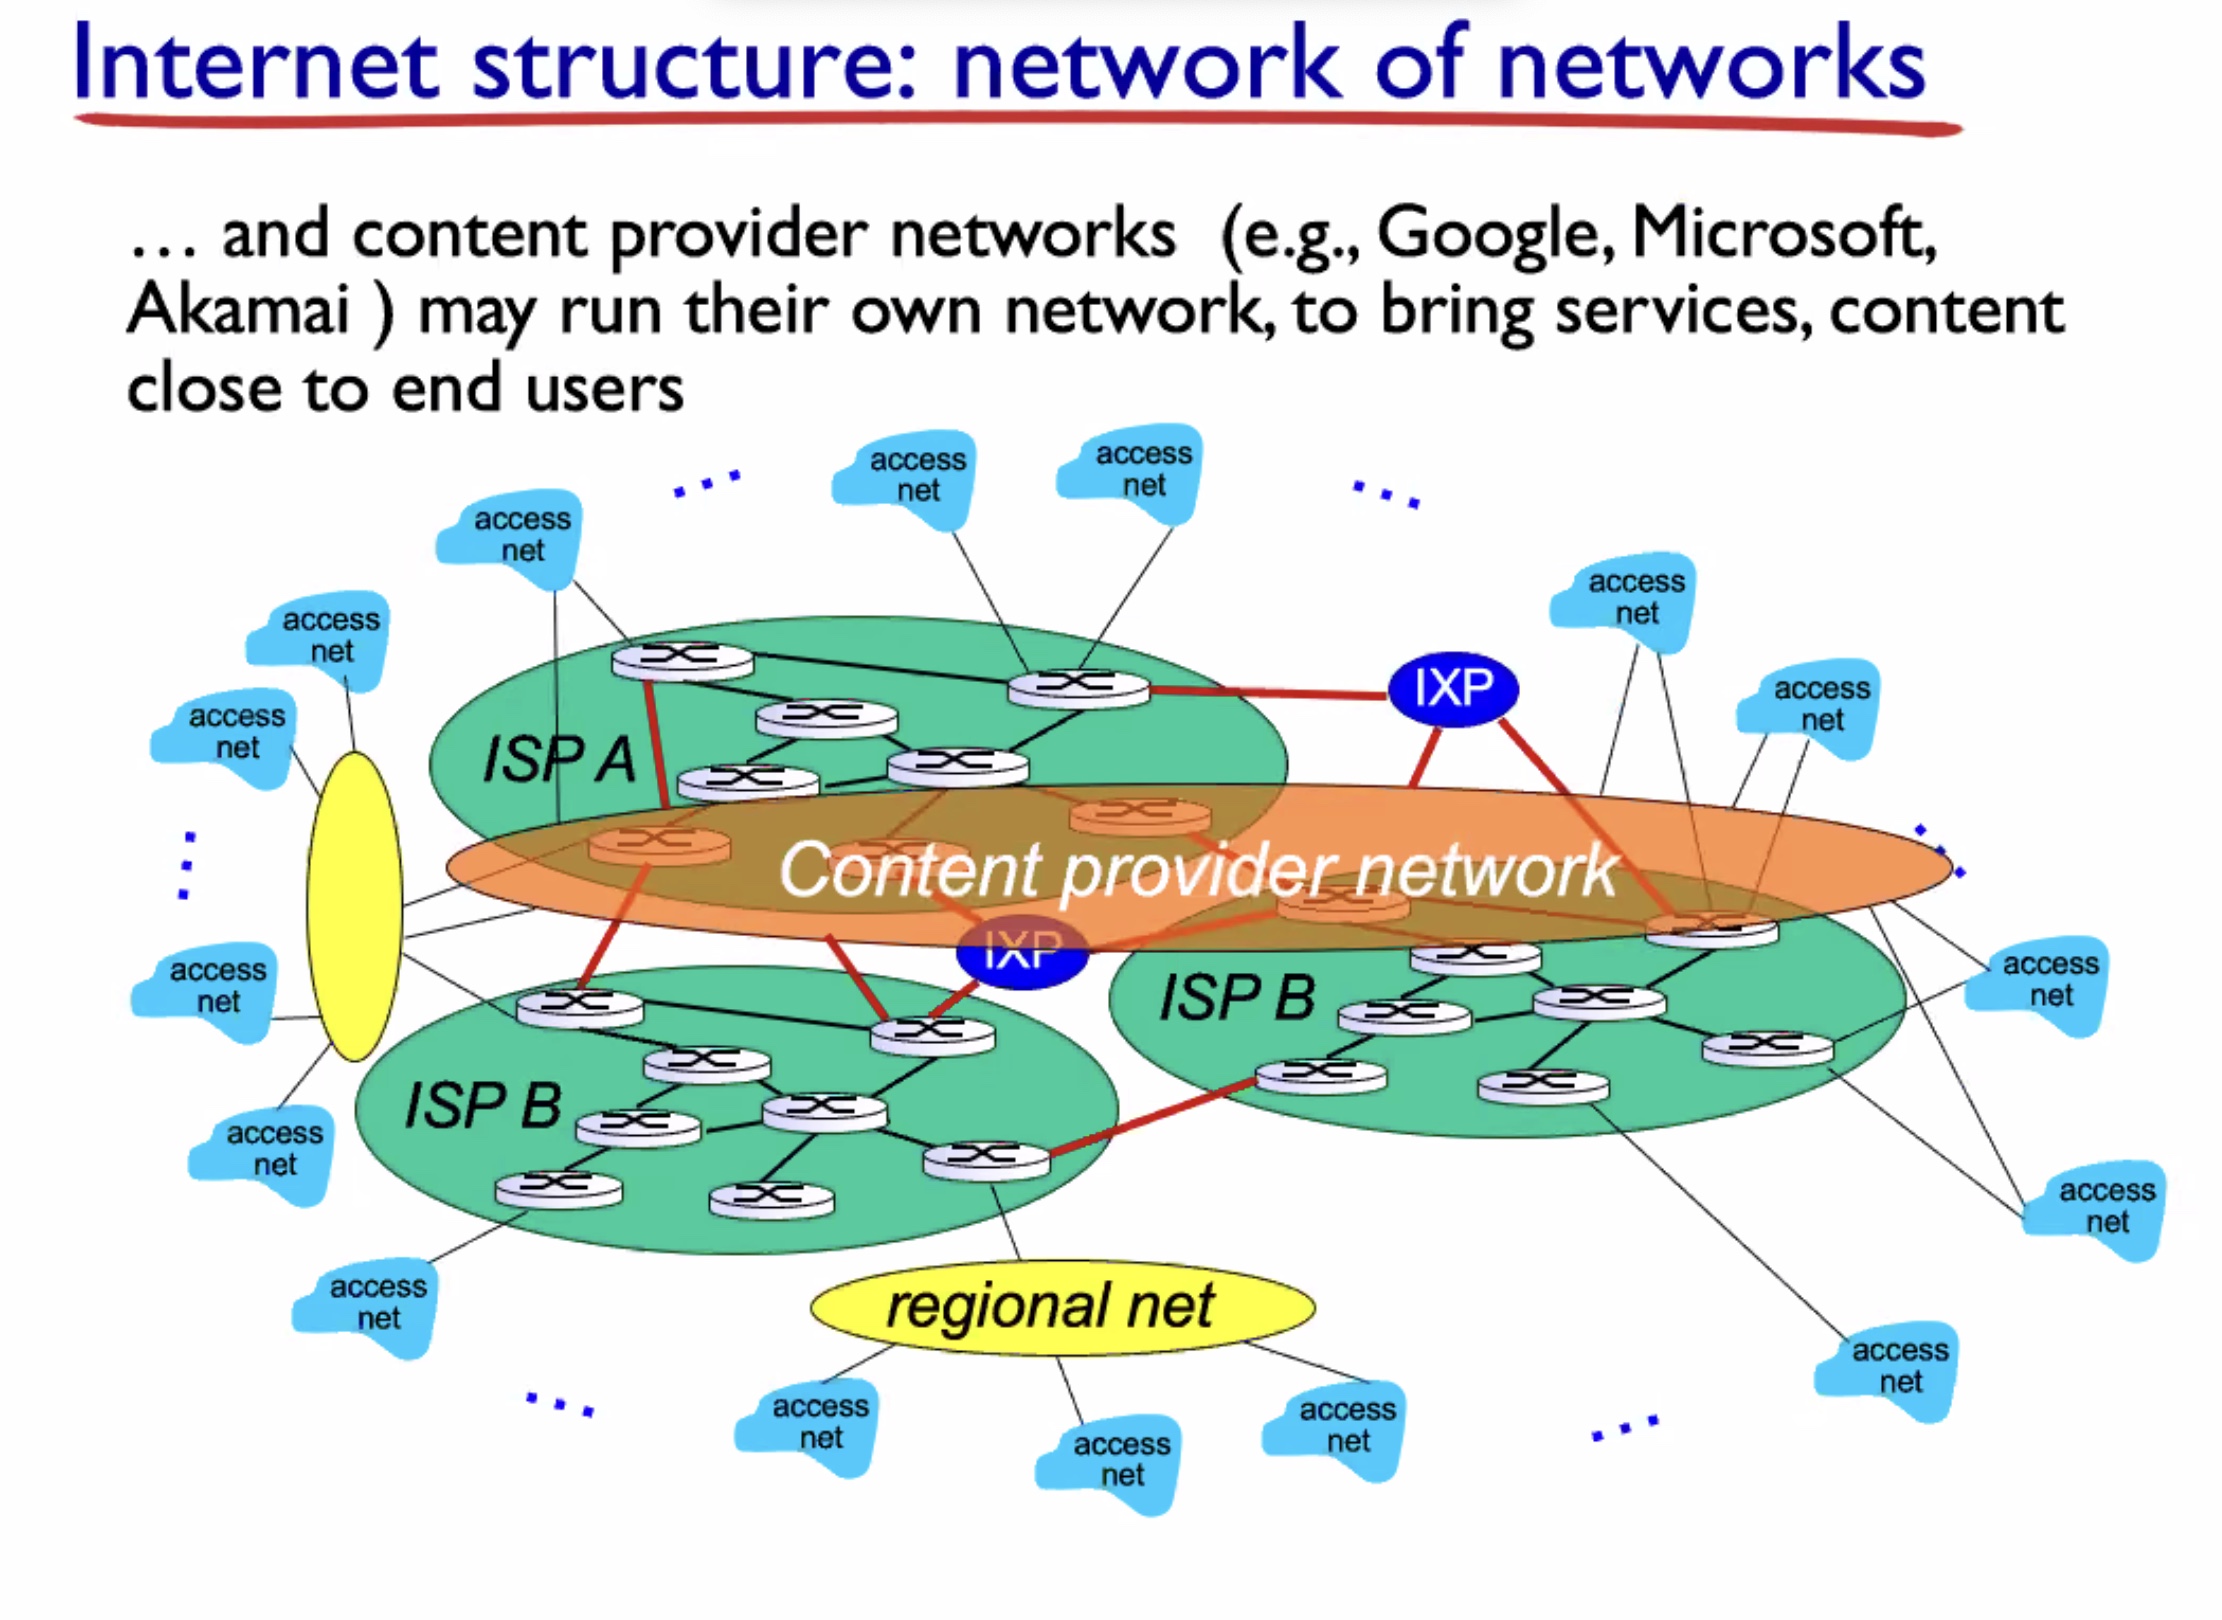 Internet structure: network of networks
… and content provider networks (e.g., Google, Microsoft,
Akamai ) may run their own network, to bring services, content
close to end users
access
net
access
net
access
net
access
net
access
net
access
net
access
net
IXP
ISP A
Content provider network
IXP
access
net
access
net
ISP B
ISP B
access
net
access
net
access
net
regional net
access
net
access
net
access
net
access
net